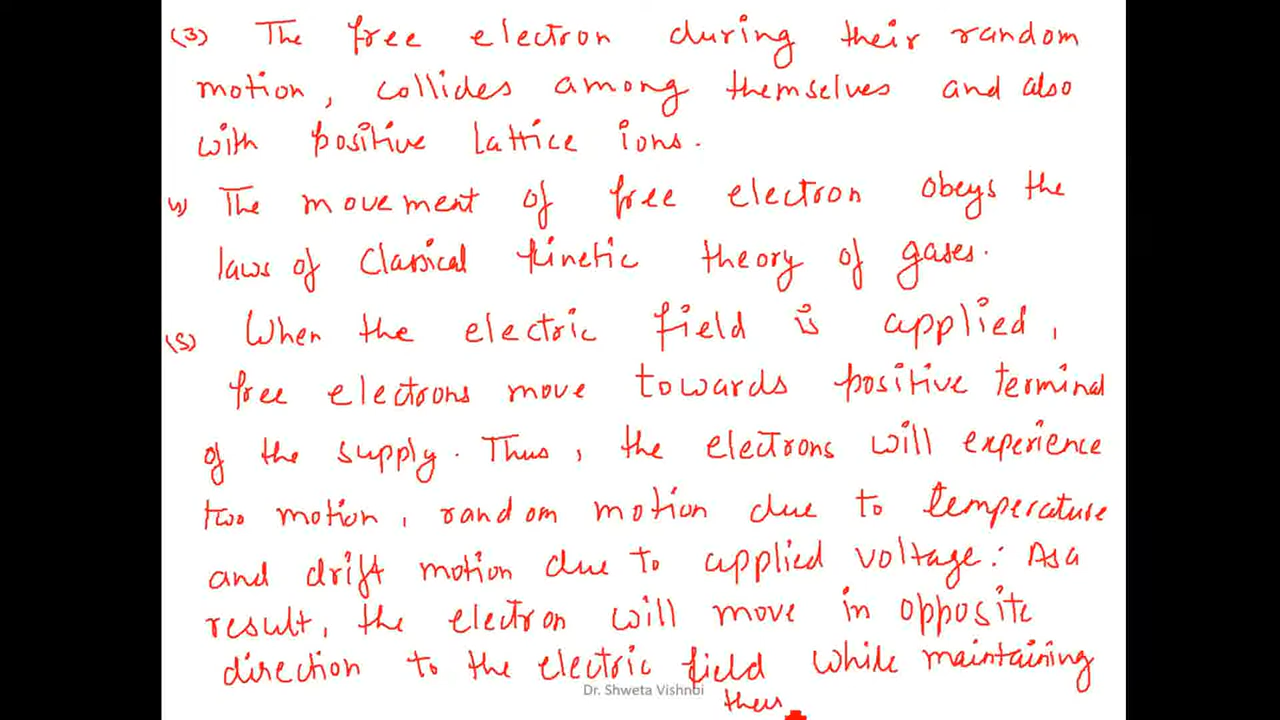 (3) The free electron during their random
motion, collides among themselves and also
with positive lattice ions.
4) The movement of free electron obeys the
laws of Classical kinetic theory of gases.
(5) When the electric field is applied,
free electrons move towards positive terminal
of the supply. Thus, the electrons will experience
two motion, random motion due to temperature
and drift motion due to applied voltage. As a
result, the electron will move in opposite
direction to the electric field while maintaining
Dr. Shweta Vishnoi
their